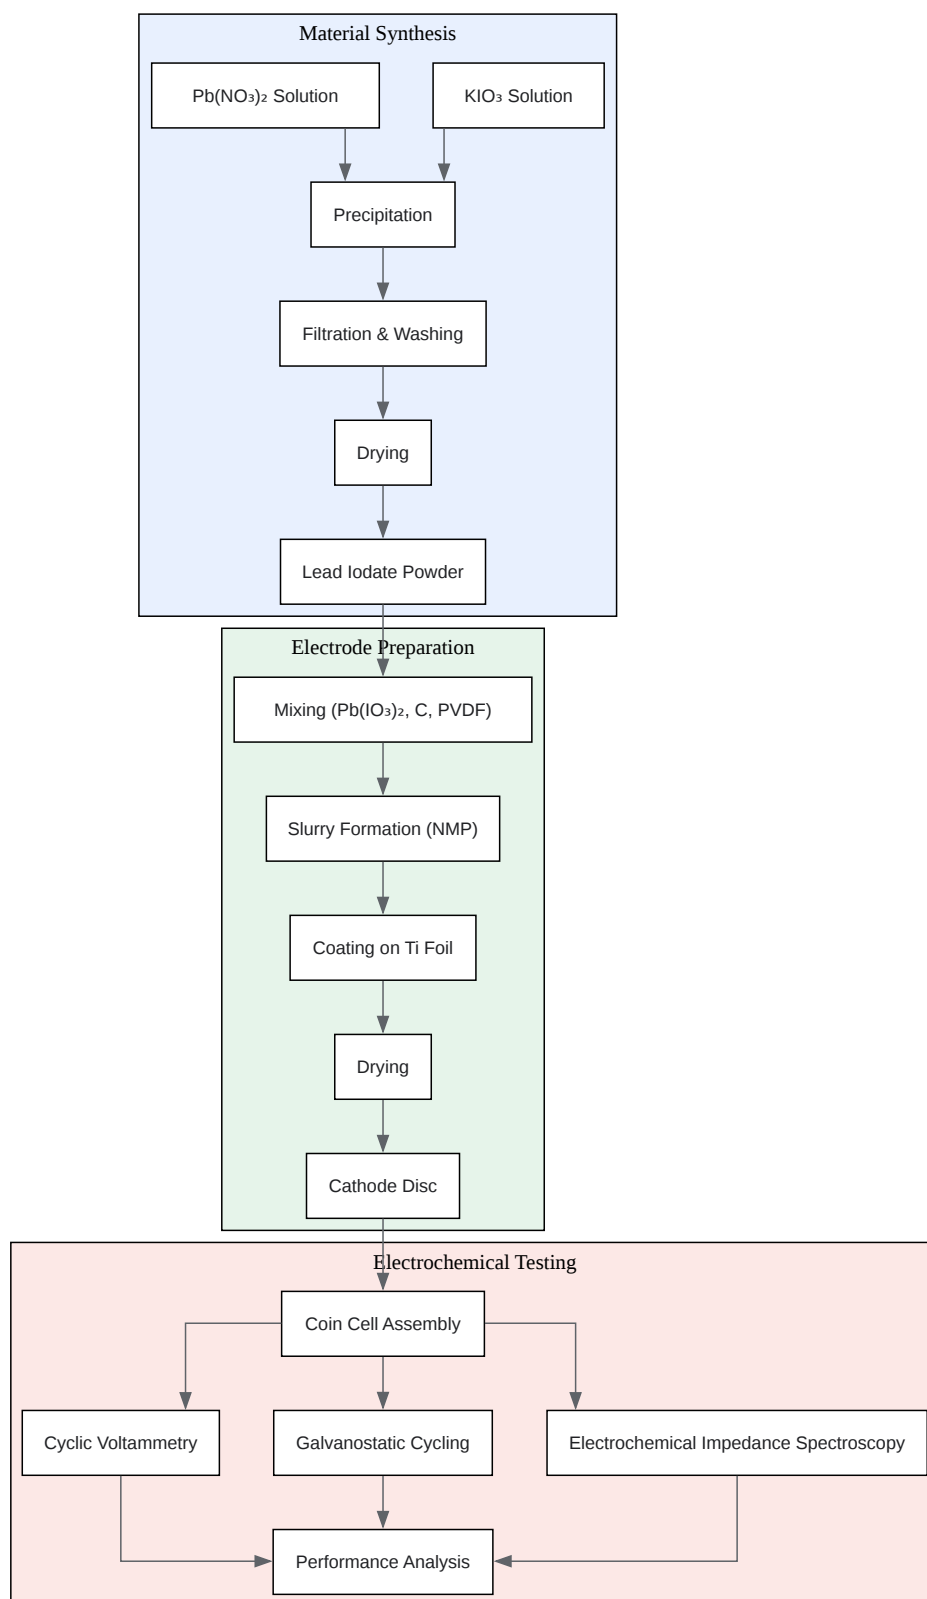 Material Synthesis
Pb(NO₃)₂ Solution
KIO₃ Solution
Precipitation
Filtration & Washing
Drying
Lead Iodate Powder
Electrode Preparation
Mixing (Pb(IO₃)₂, C, PVDF)
Slurry Formation (NMP)
Coating on Ti Foil
Drying
Cathode Disc
Electrochemical Testing
Coin Cell Assembly
Cyclic Voltammetry
Galvanostatic Cycling
Electrochemical Impedance Spectroscopy
Performance Analysis